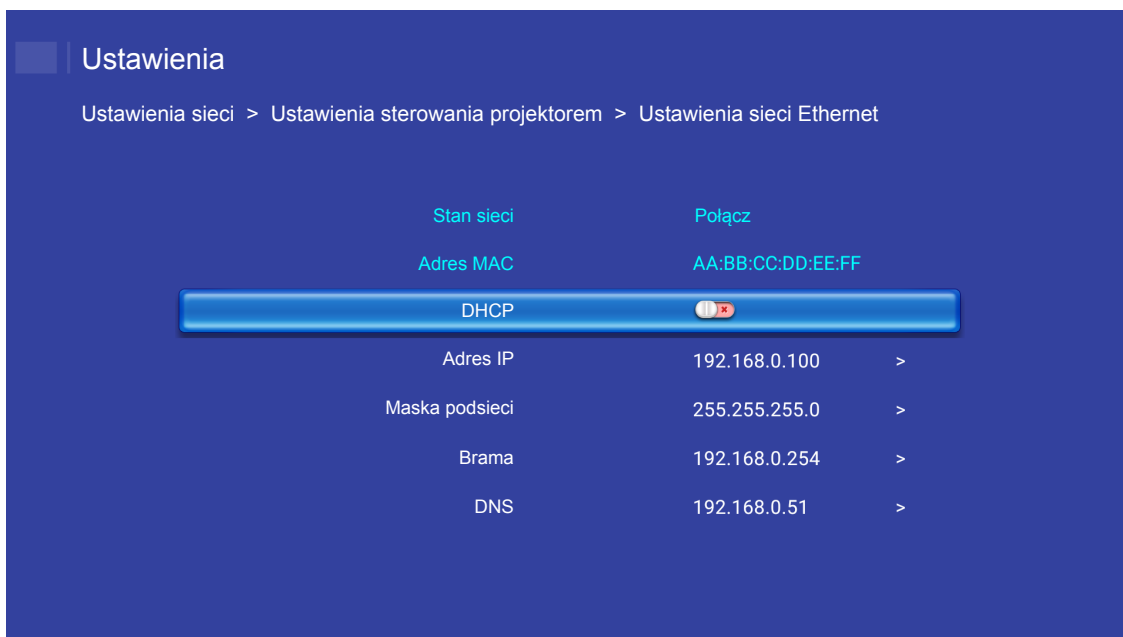 Ustawienia
Ustawienia sieci > Ustawienia sterowania projektorem > Ustawienia sieci Ethernet
Stan sieci Połącz
Adres MAC AA:BB:CC:DD:EE:FF
DHCP
Adres IP 192.168.0.100 >
Maska podsieci 255.255.255.0 >
Brama 192.168.0.254 >
DNS 192.168.0.51 >